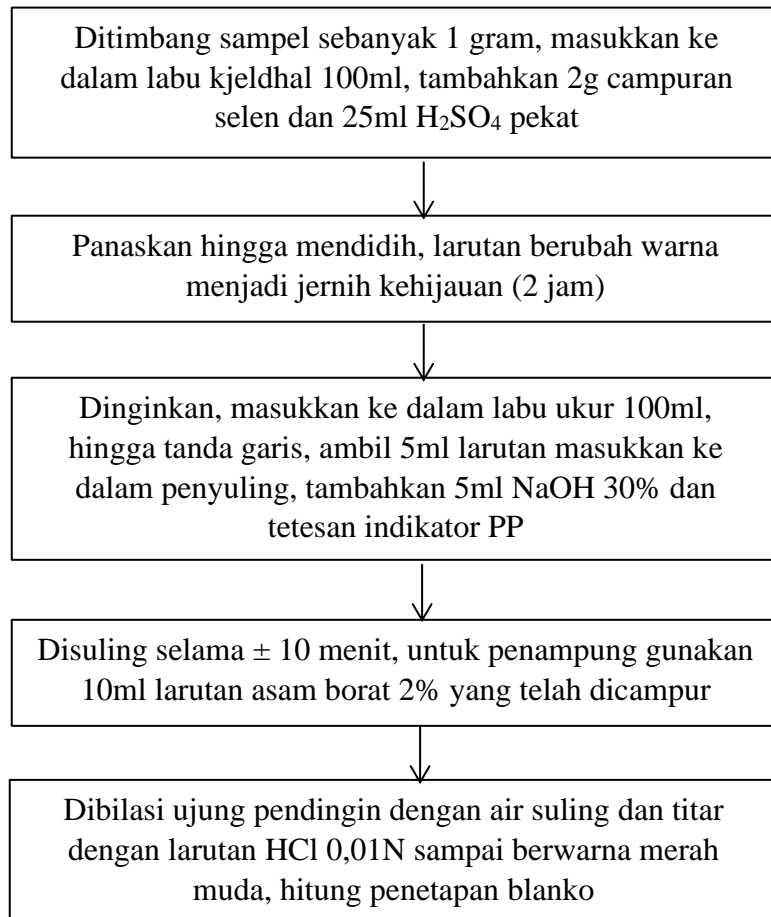 Ditimbang sampel sebanyak 1 gram, masukkan ke
dalam labu kjeldhal 100ml, tambahkan 2g campuran
selen dan 25ml H₂SO₄ pekat
Panaskan hingga mendidih, larutan berubah warna
menjadi jernih kehijauan (2 jam)
Dinginkan, masukkan ke dalam labu ukur 100ml,
hingga tanda garis, ambil 5ml larutan masukkan ke
dalam penyuling, tambahkan 5ml NaOH 30% dan
tetesan indikator PP
Disuling selama ± 10 menit, untuk penampung gunakan
10ml larutan asam borat 2% yang telah dicampur
Dibilasi ujung pendingin dengan air suling dan titar
dengan larutan HCl 0,01N sampai berwarna merah
muda, hitung penetapan blanko